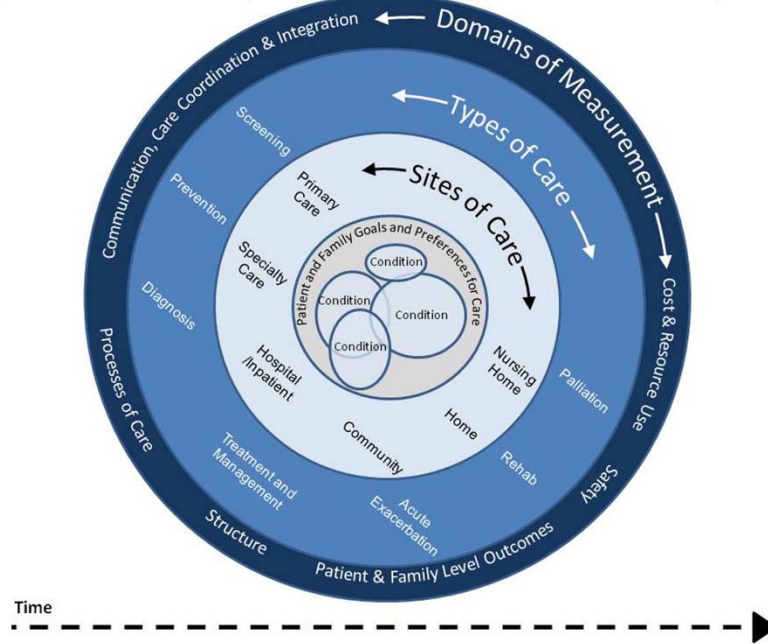 Domains of Measurement
Communication, Care Coordination & Integration
Cost & Resource Use
Safety
Patient & Family Level Outcomes
Structure
Processes of Care
Types of Care
Screening
Prevention
Diagnosis
Treatment and
Management
Acute
Exacerbation
Rehab
Palliation
Sites of Care
Primary
Care
Specialty
Care
Hospital
/Inpatient
Community
Home
Nursing
Home
Patient and Family Goals and Preferences for Care
Condition
Condition
Condition
Condition
Time